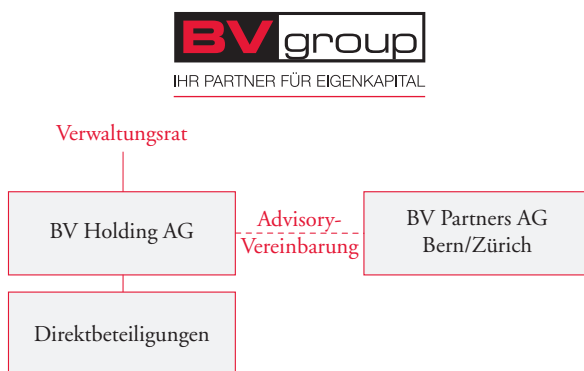 BV group
IHR PARTNER FÜR EIGENKAPITAL
Verwaltungsrat
BV Holding AG
Advisory-
Vereinbarung
BV Partners AG
Bern/Zürich
Direktbeteiligungen